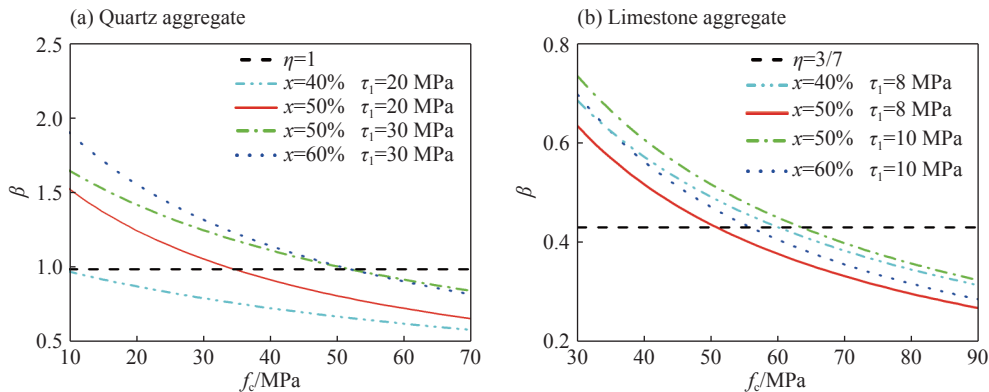 (a) Quartz aggregate
2.5
2.0
1.5
1.0
0.5
β
η=1
x=40% τ₁=20 MPa
x=50% τ₁=20 MPa
x=50% τ₁=30 MPa
x=60% τ₁=30 MPa
10 20 30 40 50 60 70
f_c/MPa
(b) Limestone aggregate
0.8
0.6
0.4
0.2
β
η=3/7
x=40% τ₁=8 MPa
x=50% τ₁=8 MPa
x=50% τ₁=10 MPa
x=60% τ₁=10 MPa
30 40 50 60 70 80 90
f_c/MPa